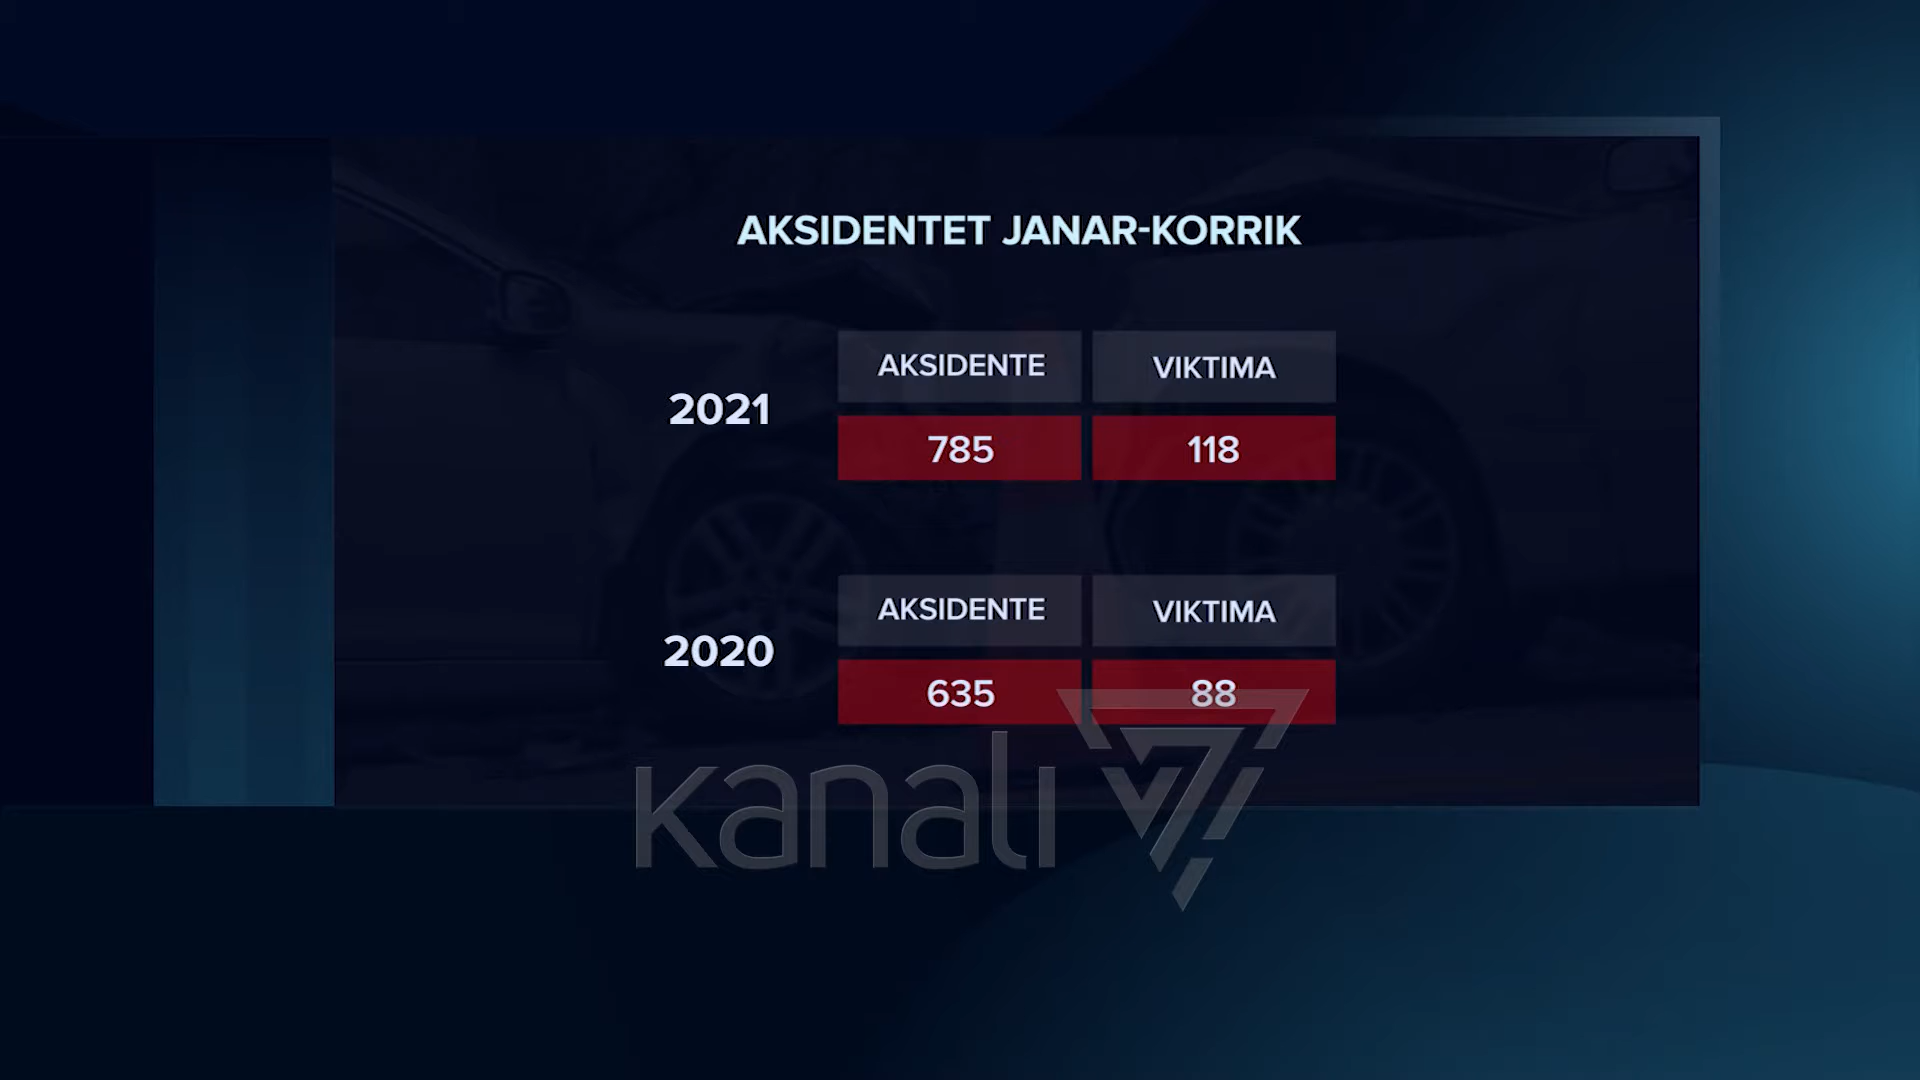 AKSIDENTET JANAR-KORRIK
2021
AKSIDENTE VIKTIMA
785 118
2020
AKSIDENTE VIKTIMA
635 88
kanali 7